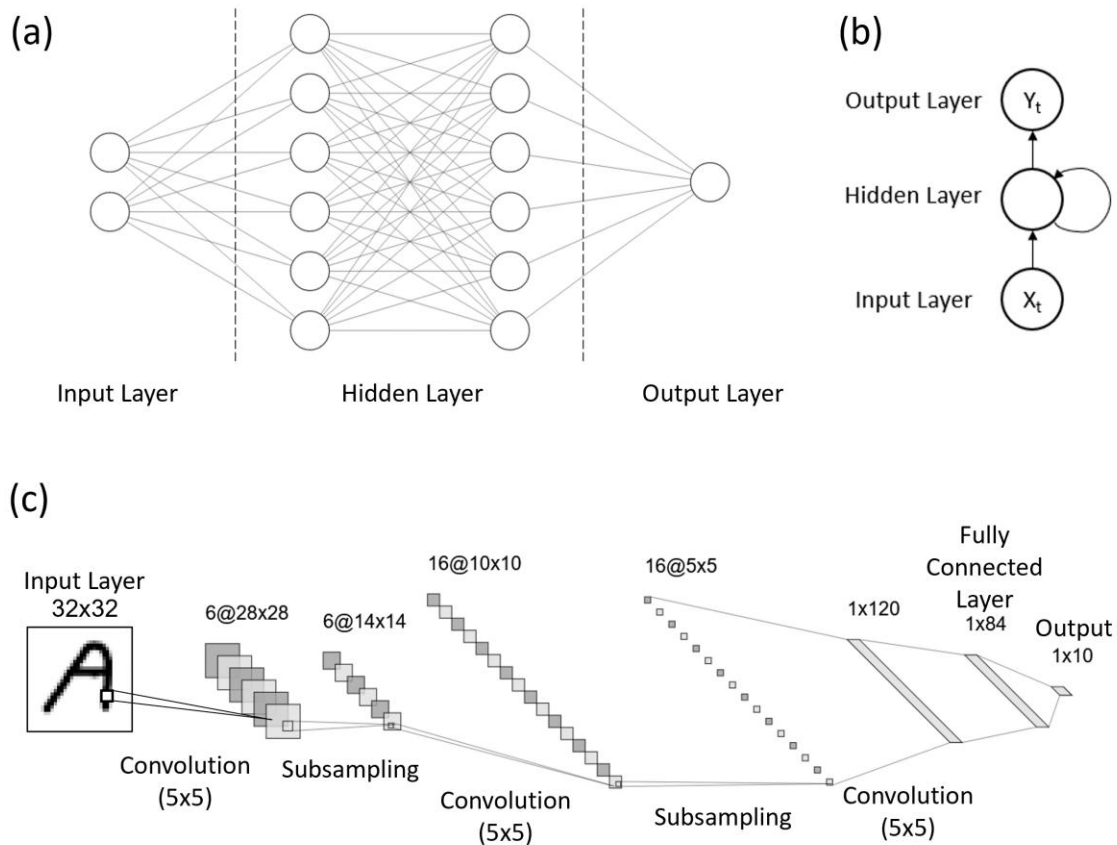 (a)
Input Layer
Hidden Layer
Output Layer
(b)
Output Layer
Y_t
Hidden Layer
Input Layer
X_t
(c)
Input Layer
32x32
6@28x28
6@14x14
16@10x10
16@5x5
1x120
Fully
Connected
Layer
1x84
Output
1x10
Convolution
(5x5)
Subsampling
Convolution
(5x5)
Subsampling
Convolution
(5x5)